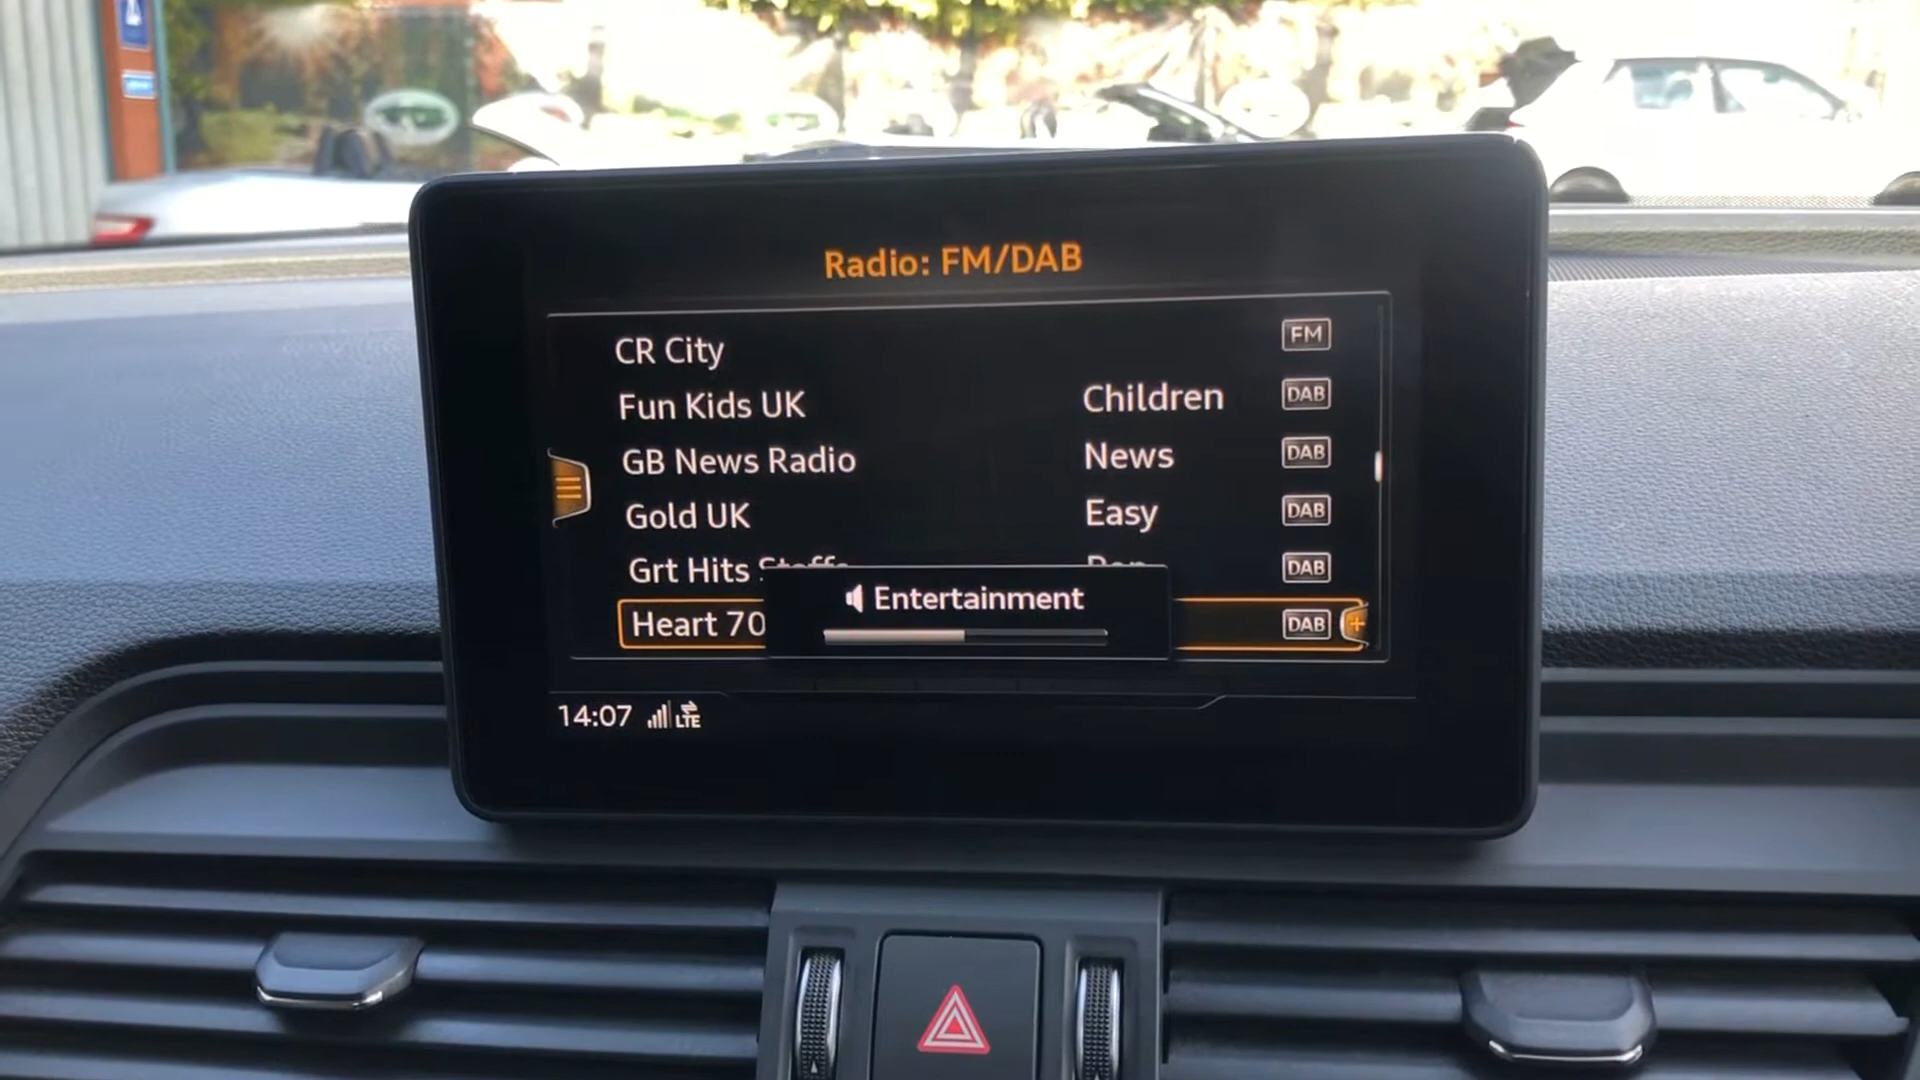 Radio: FM/DAB
CR City FM
Fun Kids UK Children DAB
GB News Radio News DAB
Gold UK Easy DAB
Grt Hits DAB
Heart 70 DAB
Entertainment
14:07 LTE